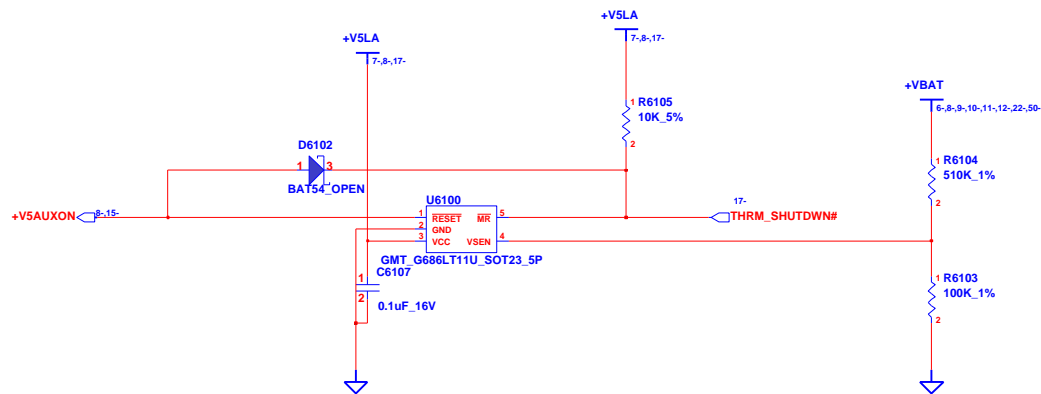 +V5LA
7-,8-,17-
+V5LA
7-,8-,17-
+VBAT
6-,8-,9-,10-,11-,12-,22-,50-
1
R6105
10K_5%
2
D6102
1
3
BAT54_OPEN
1
R6104
510K_1%
2
U6100
+V5AUXON
8-,15-
1
RESET
MR
5
17-
THRM_SHUTDWN#
2
GND
3
VCC
VSEN
4
GMT_G686LT11U_SOT23_5P
C6107
1
2
0.1uF_16V
1
R6103
100K_1%
2